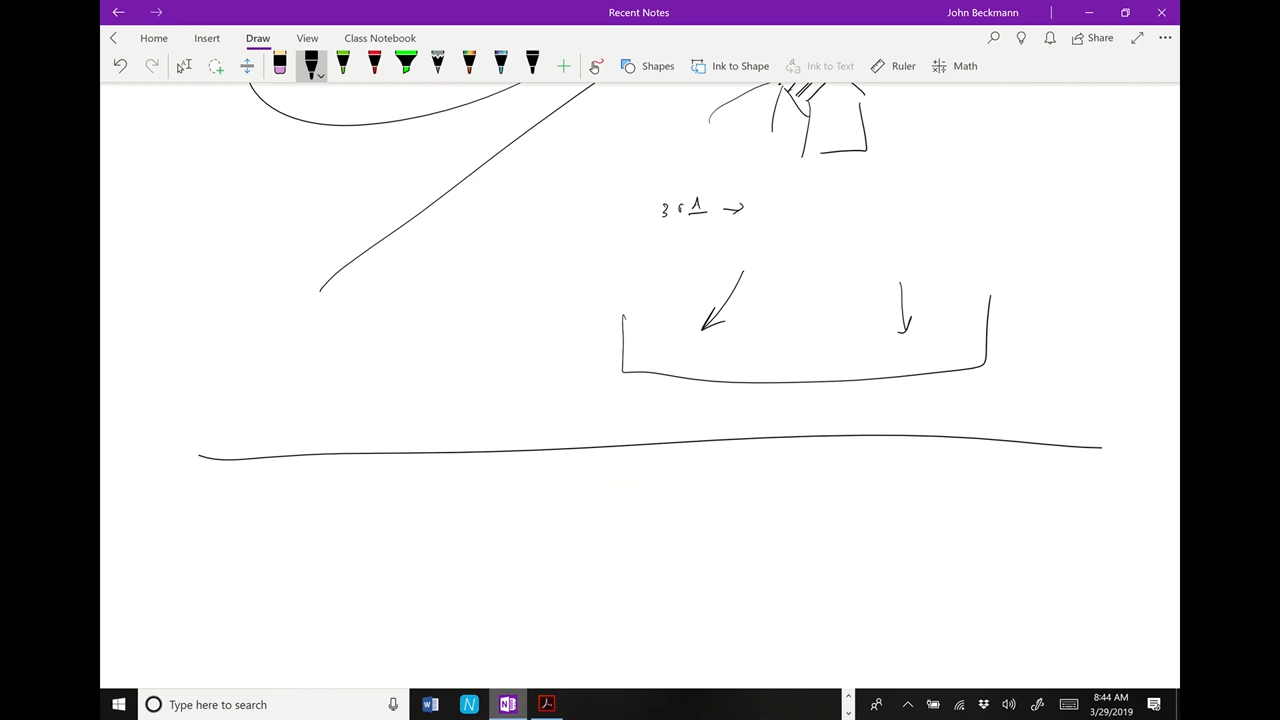 Recent Notes
John Beckmann
Home Insert Draw View Class Notebook
Share
Shapes Ink to Shape Ink to Text Ruler Math
Type here to search
8:44 AM
3/29/2019